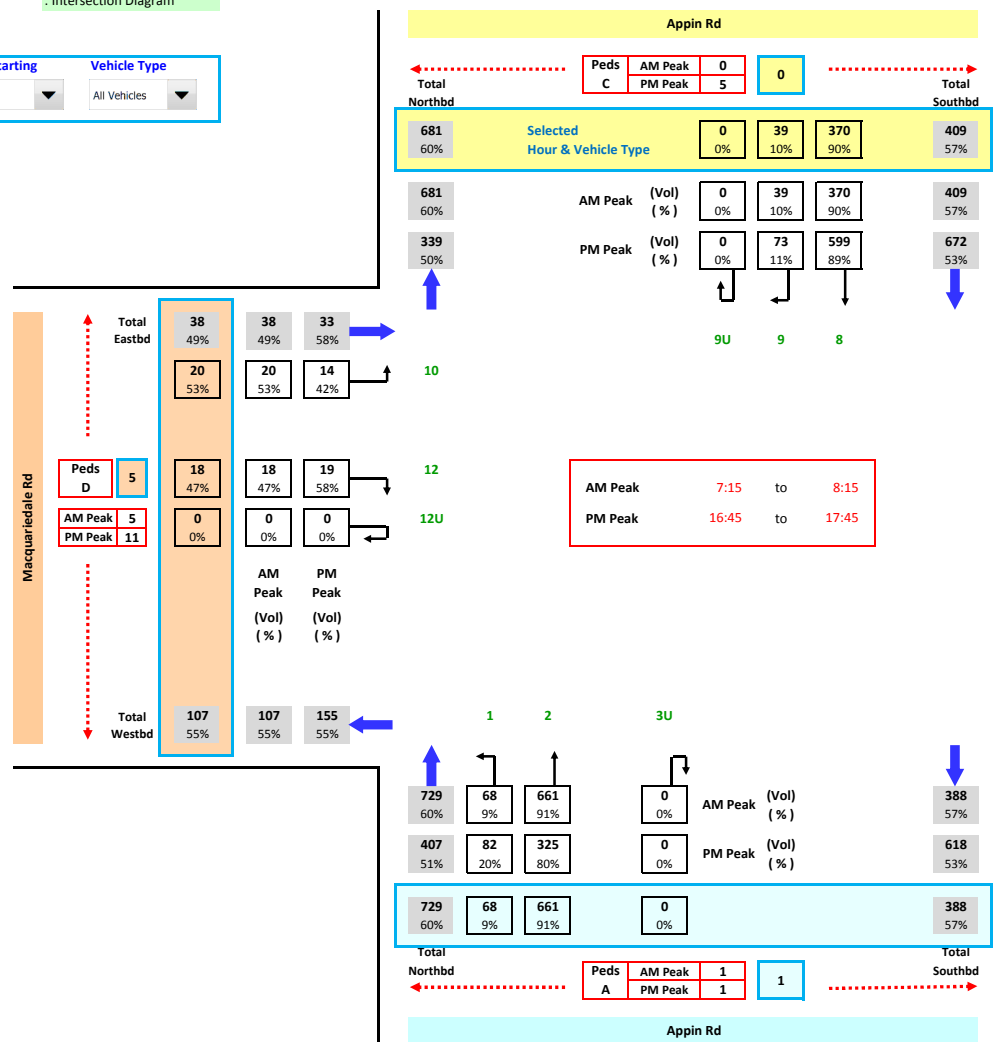 : Intersection Diagram
Appin Rd
arting Vehicle Type
All Vehicles
Peds AM Peak 0 0
C PM Peak 5
Total Total
Northbd Southbd
681 Selected 0 39 370 409
60% Hour & Vehicle Type 0% 10% 90% 57%
681 AM Peak (Vol) 0 39 370 409
60% ( % ) 0% 10% 90% 57%
339 PM Peak (Vol) 0 73 599 672
50% ( % ) 0% 11% 89% 53%
Total 38 38 33
Eastbd 49% 49% 58%
9U 9 8
20 20 14 10
53% 53% 42%
Macquariedale Rd
Peds 5 18 18 19 12
D 47% 47% 58%
AM Peak 7:15 to 8:15
AM Peak 5 0 0 0 12U
PM Peak 11 0% 0% 0%
PM Peak 16:45 to 17:45
AM PM
Peak Peak
(Vol) (Vol)
( % ) ( % )
Total 107 107 155 1 2 3U
Westbd 55% 55% 55%
729 68 661 0 AM Peak (Vol) 388
60% 9% 91% 0% ( % ) 57%
407 82 325 0 PM Peak (Vol) 618
51% 20% 80% 0% ( % ) 53%
729 68 661 0 388
60% 9% 91% 0% 57%
Total Total
Northbd Peds AM Peak 1 1 Southbd
A PM Peak 1
Appin Rd